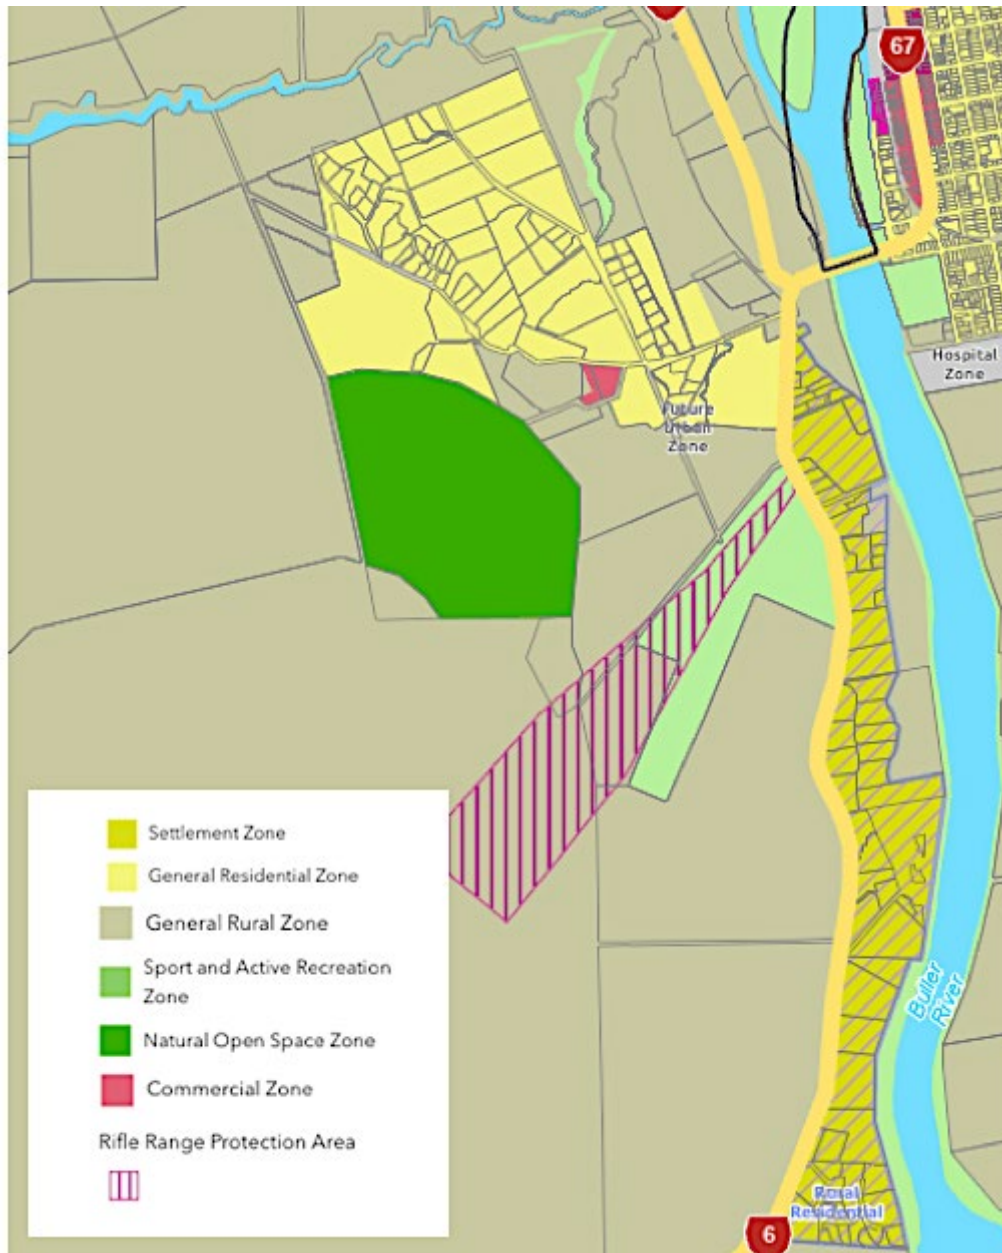 67
Hospital
Zone
Future
Urban
Zone
Settlement Zone
General Residential Zone
General Rural Zone
Sport and Active Recreation
Zone
Natural Open Space Zone
Commercial Zone
Rifle Range Protection Area
Buller
River
Rural
Residential
6